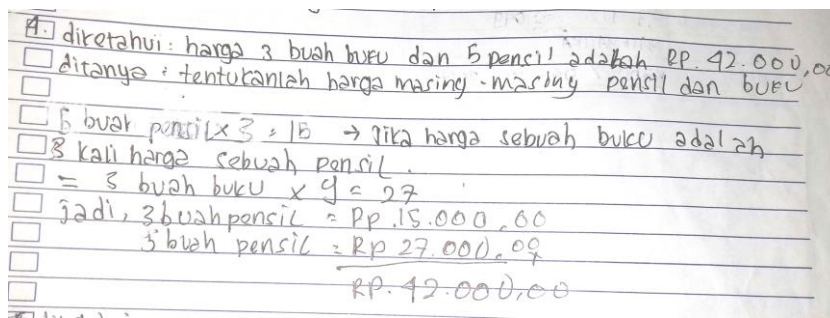 4. diketahui : harga 3 buah buku dan 5 pensil adalah RP. 42.000,00
ditanya : tentukanlah harga masing-masing pensil dan buku
5 buah pensil x 3 = 15 → jika harga sebuah buku adalah
3 kali harga sebuah pensil.
= 3 buah buku x 9 = 27
jadi, 3 buah pensil = Rp.15.000,00
3 buah pensil = Rp 27.000,00
RP. 42.000,00